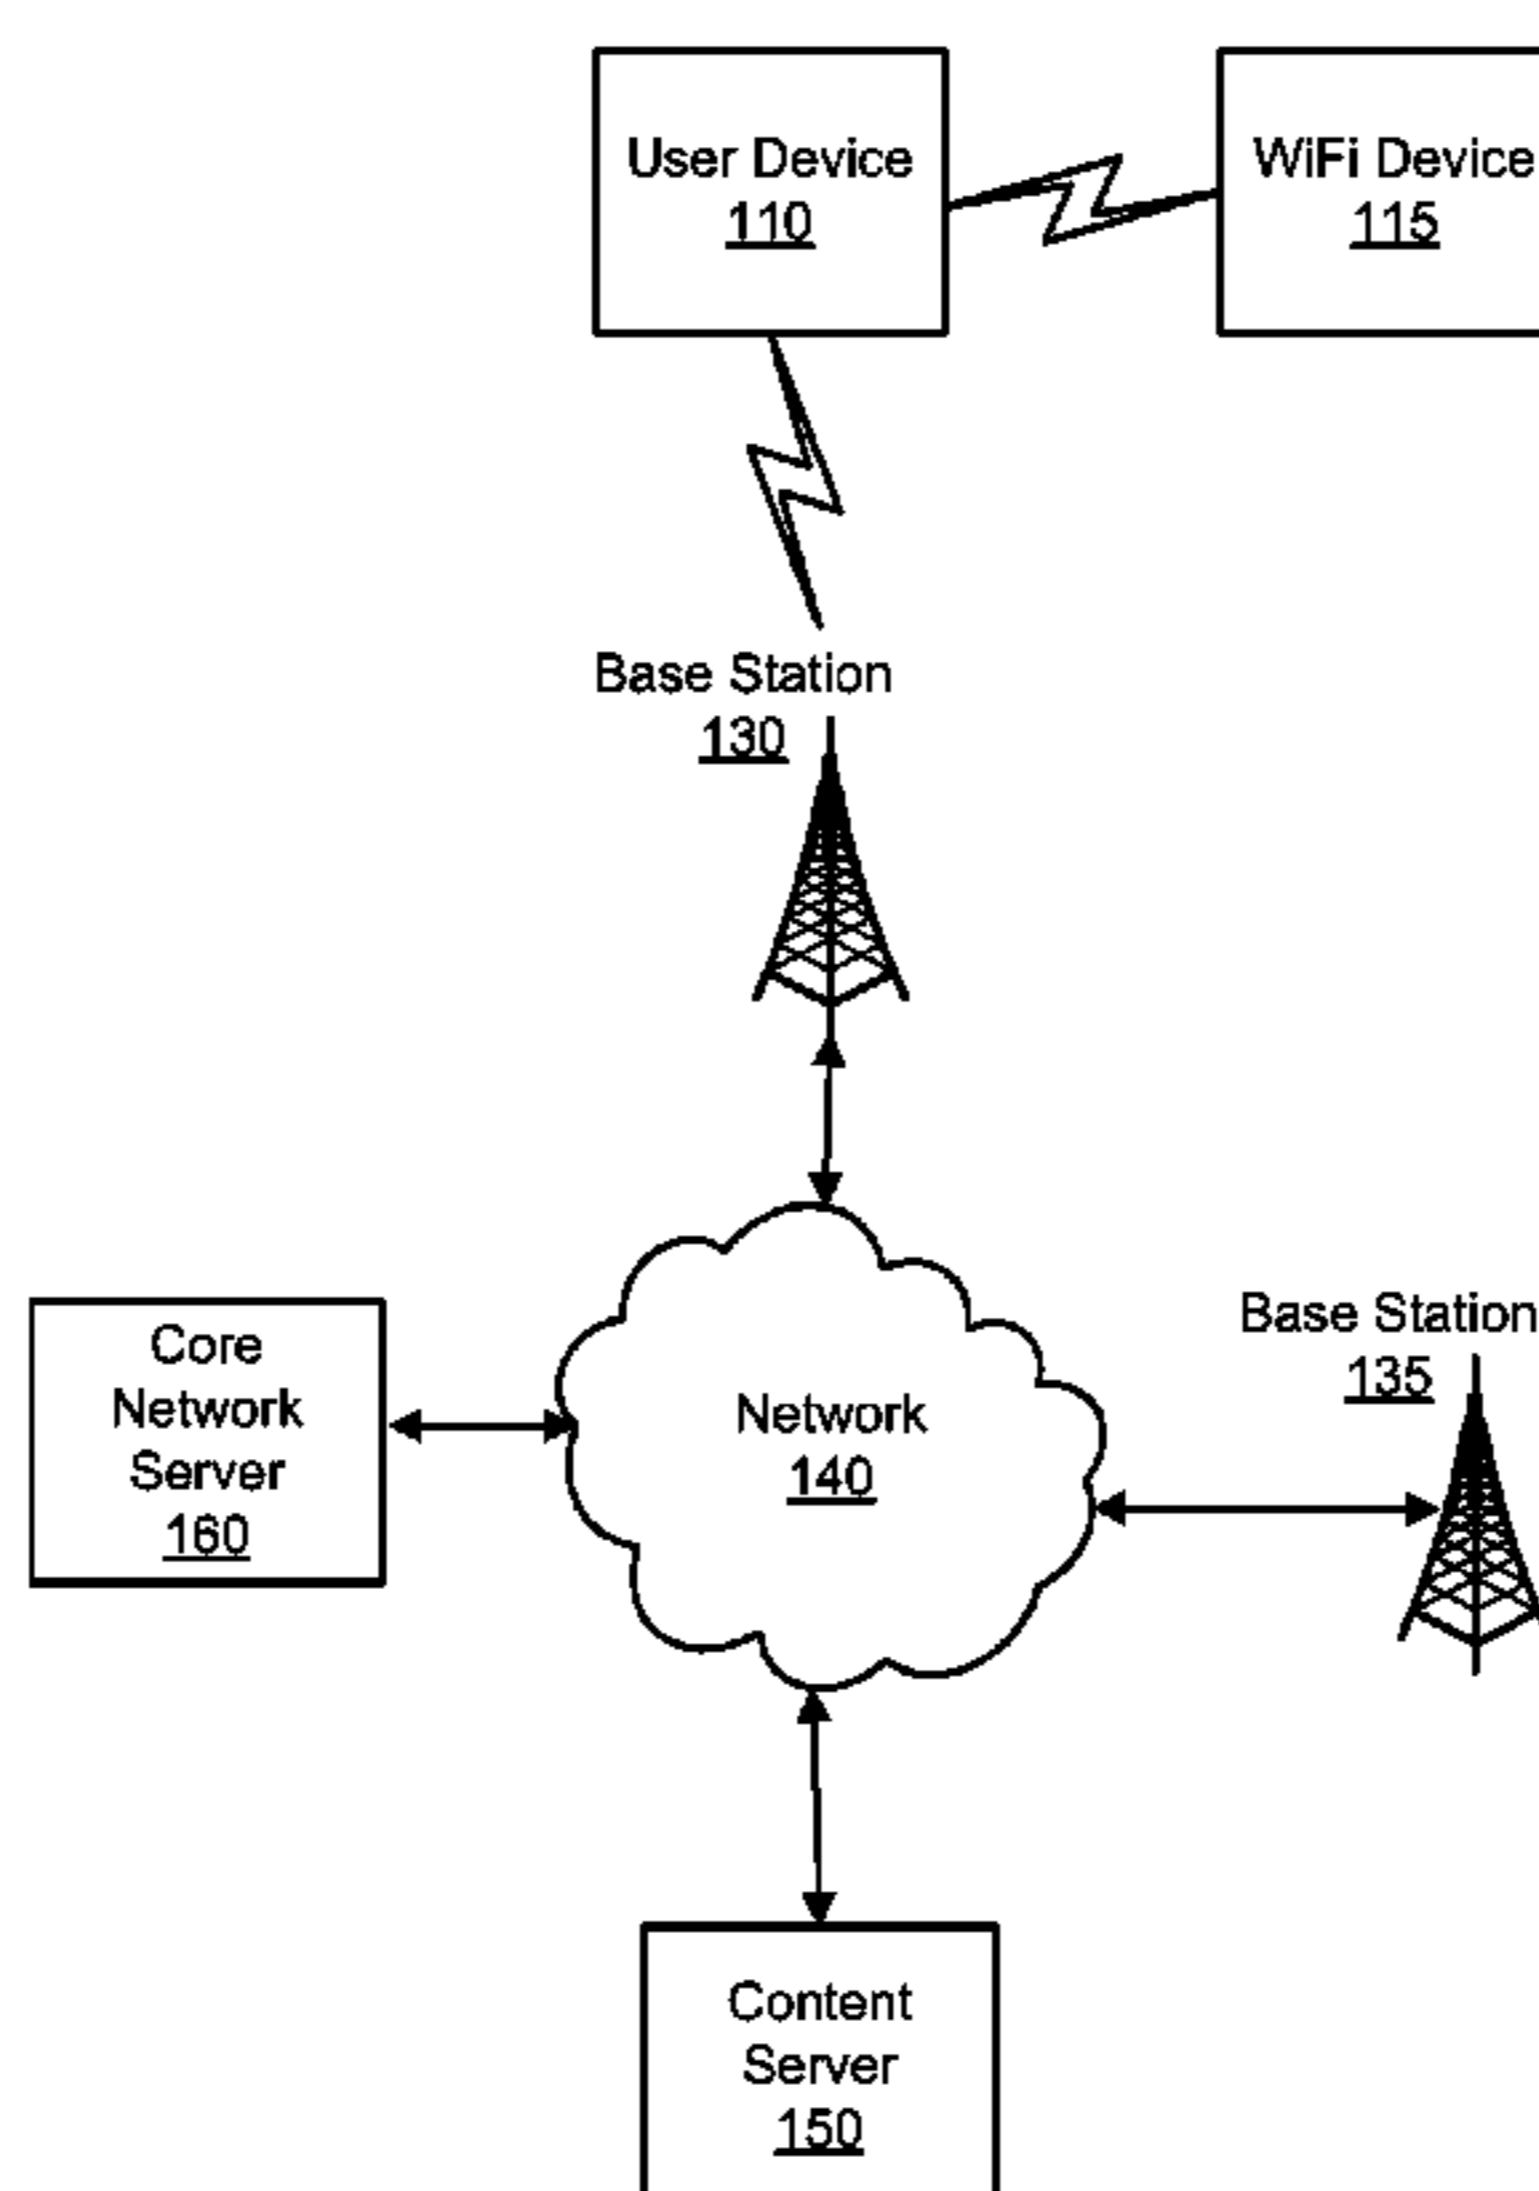 User Device
110
WiFi Device
115
Base Station
130
Core
Network
Server
160
Network
140
Base Station
135
Content
Server
150